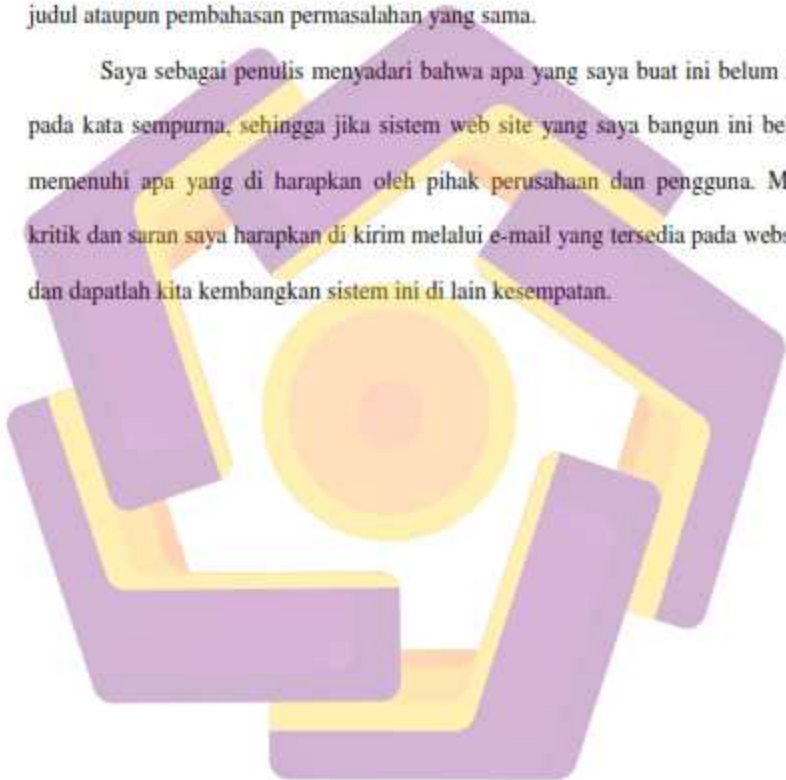 judul ataupun pembahasan permasalahan yang sama.
Saya sebagai penulis menyadari bahwa apa yang saya buat ini belum
pada kata sempurna, sehingga jika sistem web site yang saya bangun ini be
memenuhi apa yang di harapkan oleh pihak perusahaan dan pengguna. M
kritik dan saran saya harapkan di kirim melalui e-mail yang tersedia pada webs
dan dapatlah kita kembangkan sistem ini di lain kesempatan.